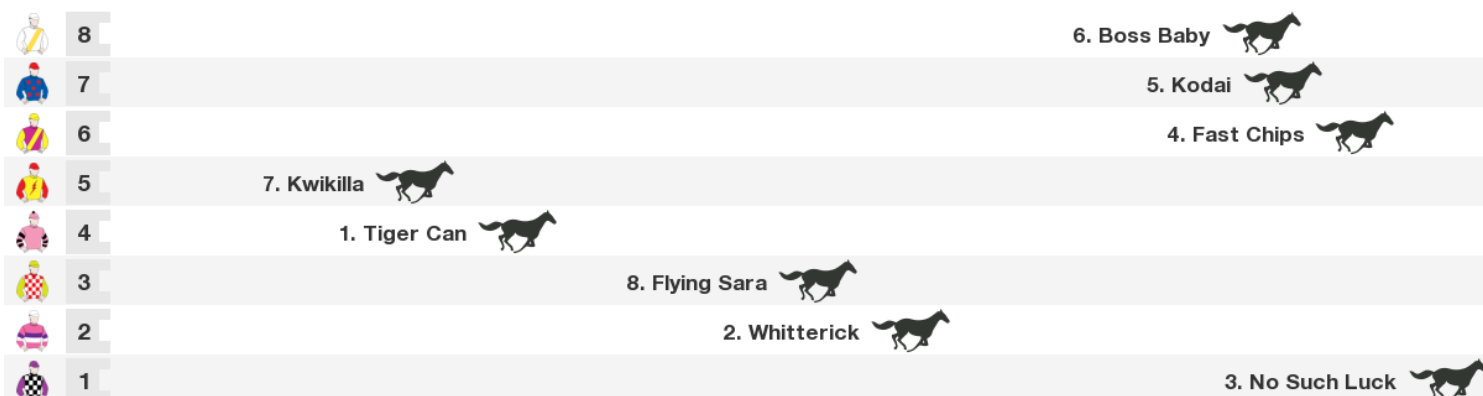 8 6. Boss Baby
7 5. Kodai
6 4. Fast Chips
5 7. Kwikilla
4 1. Tiger Can
3 8. Flying Sara
2 2. Whitterick
1 3. No Such Luck